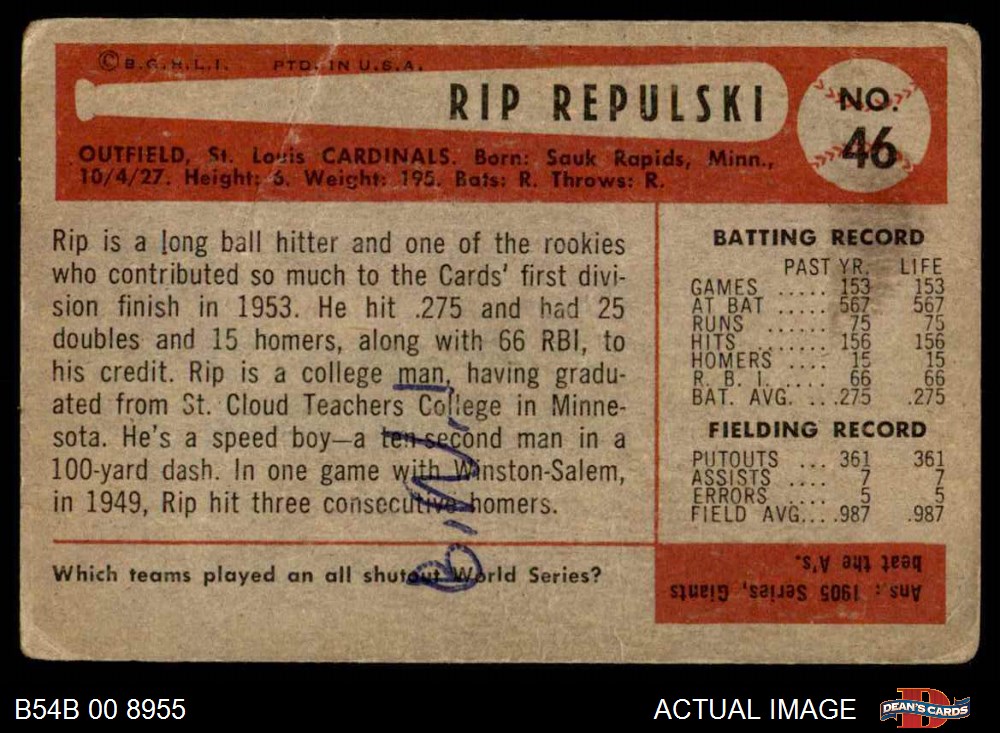 ©B.G.H.L.I. PTD. IN U.S.A.
RIP REPULSKI
NO.
46
OUTFIELD, St. Louis CARDINALS. Born: Sauk Rapids, Minn.,
10/4/27. Height: 6. Weight: 195. Bats: R. Throws: R.
Rip is a long ball hitter and one of the rookies
who contributed so much to the Cards' first divi-
sion finish in 1953. He hit .275 and had 25
doubles and 15 homers, along with 66 RBI, to
his credit. Rip is a college man, having gradu-
ated from St. Cloud Teachers College in Minne-
sota. He's a speed boy—a ten-second man in a
100-yard dash. In one game with Winston-Salem,
in 1949, Rip hit three consecutive homers.
Which teams played an all shutout World Series?
BATTING RECORD
PAST YR. LIFE
GAMES ..... 153 153
AT BAT ..... 567 567
RUNS ...... 75 75
HITS ....... 156 156
HOMERS .... 15 15
R. B. I. .... 66 66
BAT. AVG. ... .275 .275
FIELDING RECORD
PUTOUTS ... 361 361
ASSISTS .... 7 7
ERRORS .... 5 5
FIELD AVG.... .987 .987
Ans.: 1905 Series, Giants
beat the A's.
B54B 00 8955
ACTUAL IMAGE
DEAN'S CARDS